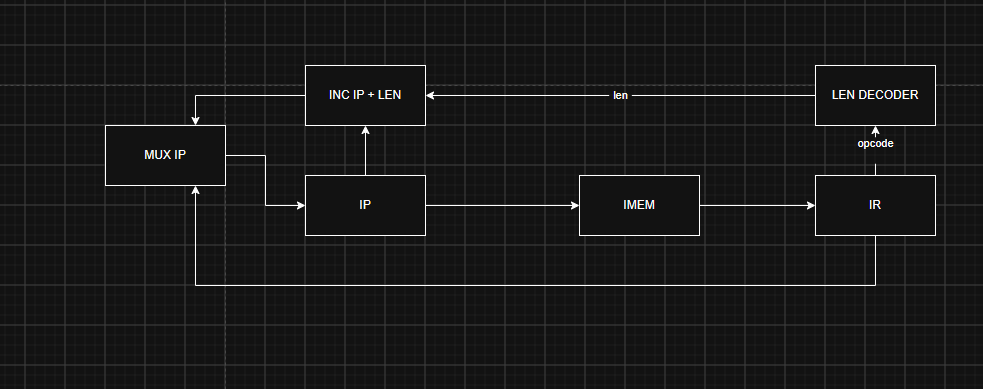 INC IP + LEN
len
LEN DECODER
opcode
MUX IP
IP
IMEM
IR